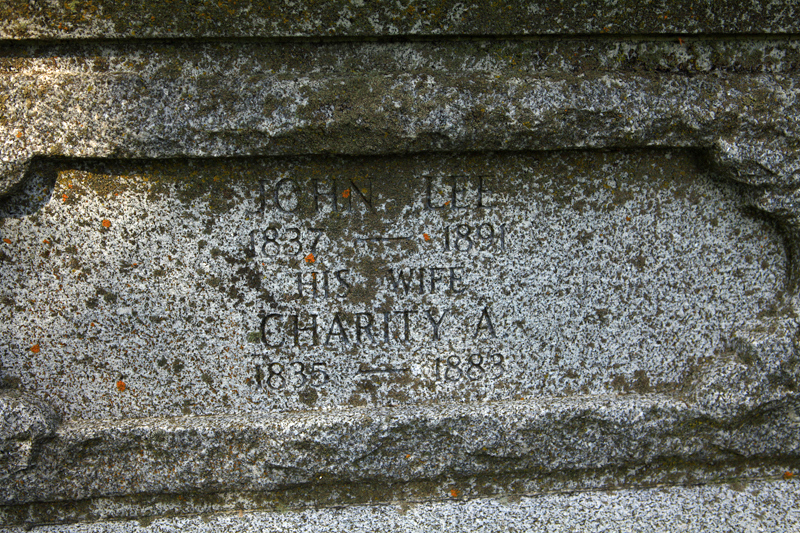 JOHN LEE
1837 — 1891
HIS WIFE
CHARITY A
1835 — 1883